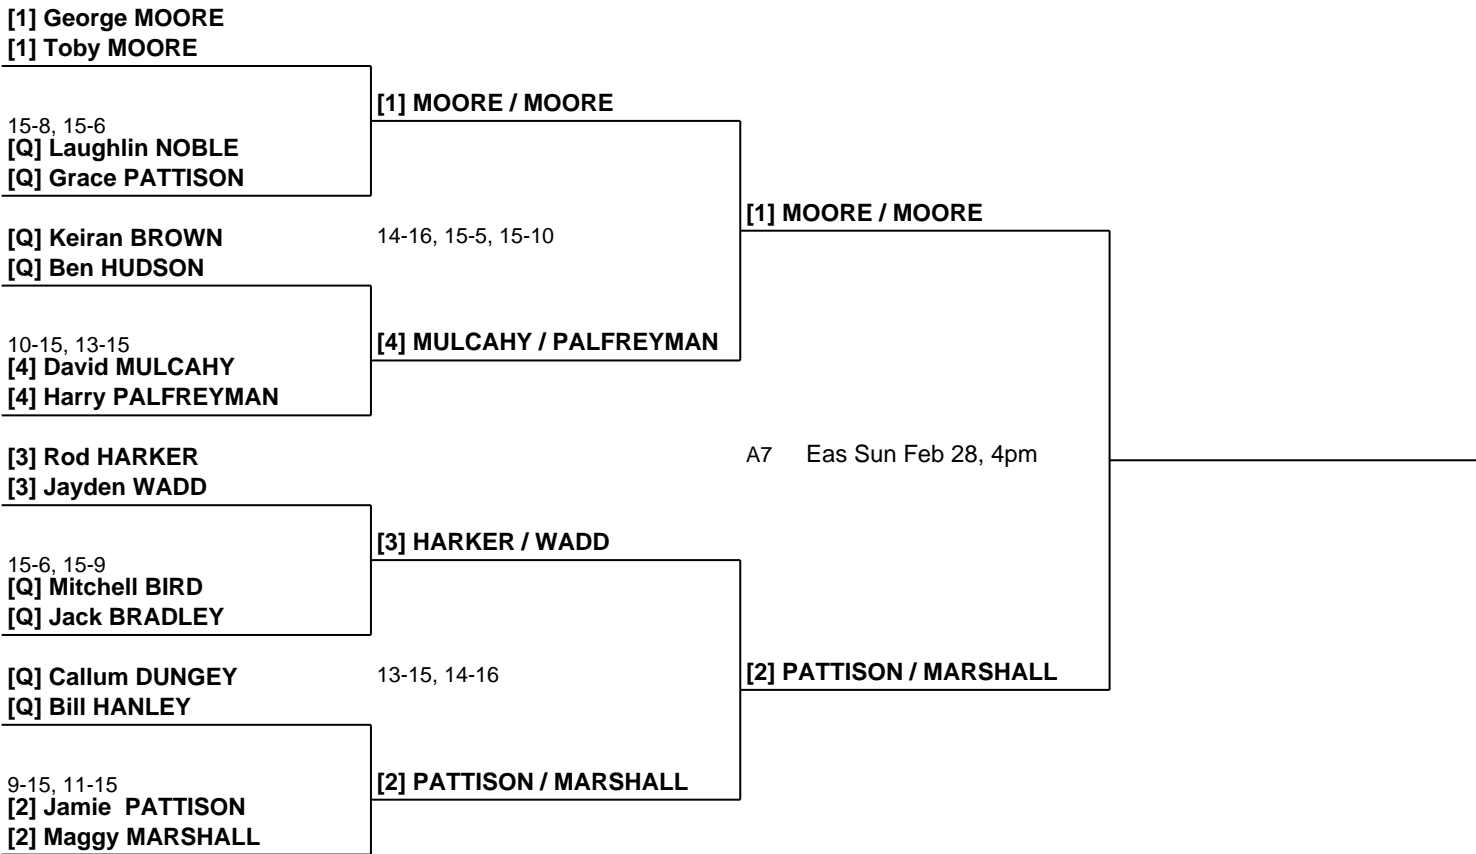 [1] George MOORE
[1] Toby MOORE
[1] MOORE / MOORE
15-8, 15-6
[Q] Laughlin NOBLE
[Q] Grace PATTISON
[1] MOORE / MOORE
[Q] Keiran BROWN
14-16, 15-5, 15-10
[Q] Ben HUDSON
10-15, 13-15
[4] MULCAHY / PALFREYMAN
[4] David MULCAHY
[4] Harry PALFREYMAN
A7 Eas Sun Feb 28, 4pm
[3] Rod HARKER
[3] Jayden WADD
[3] HARKER / WADD
15-6, 15-9
[Q] Mitchell BIRD
[Q] Jack BRADLEY
[Q] Callum DUNGEY
13-15, 14-16
[2] PATTISON / MARSHALL
[Q] Bill HANLEY
9-15, 11-15
[2] PATTISON / MARSHALL
[2] Jamie  PATTISON
[2] Maggy MARSHALL